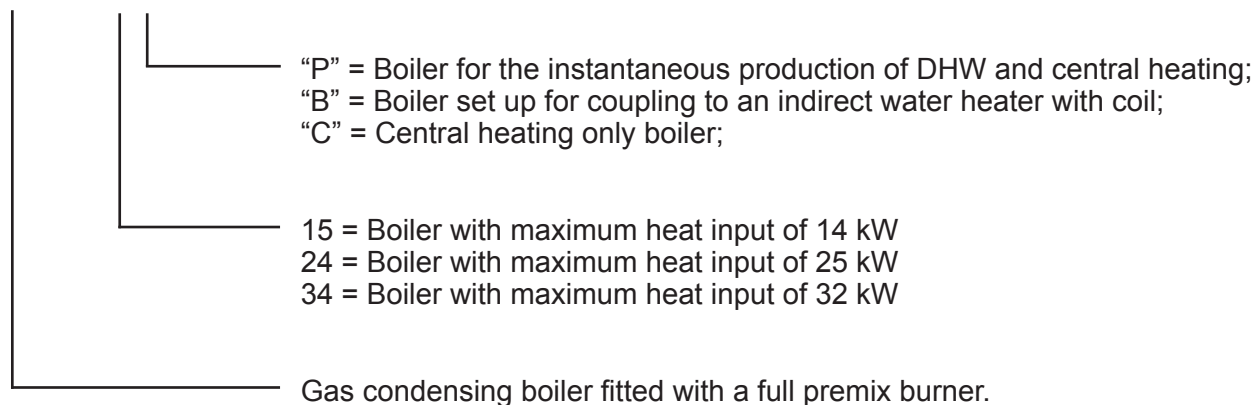 “P” = Boiler for the instantaneous production of DHW and central heating;
“B” = Boiler set up for coupling to an indirect water heater with coil;
“C” = Central heating only boiler;
15 = Boiler with maximum heat input of 14 kW
24 = Boiler with maximum heat input of 25 kW
34 = Boiler with maximum heat input of 32 kW
Gas condensing boiler fitted with a full premix burner.